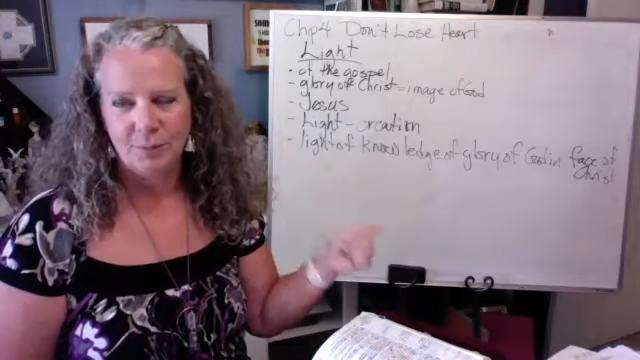 Chp4 Don't Lose Heart
Light
• of the gospel
- glory of Christ = image of God
- Jesus
- Light - creation
- light of knowledge of glory of God in face of
Christ